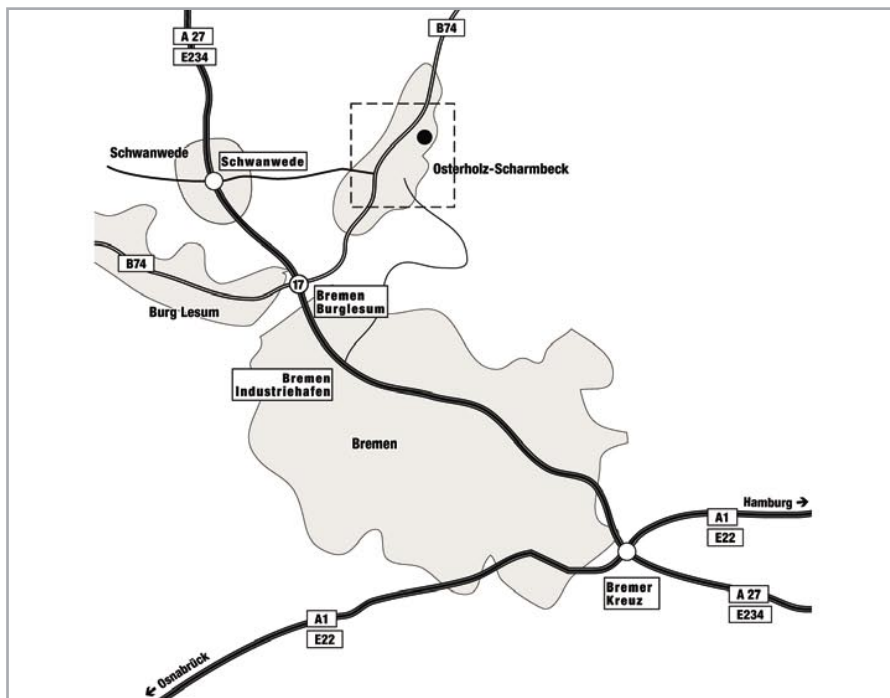 A 27
E234
B74
Schwanwede
Schwanwede
Osterholz-Scharmbeck
B74
17
Bremen
Burglesum
Burg Lesum
Bremen
Industriehafen
Bremen
Hamburg →
A1
E22
Bremer
Kreuz
A 27
E234
A1
E22
← Osnabrück